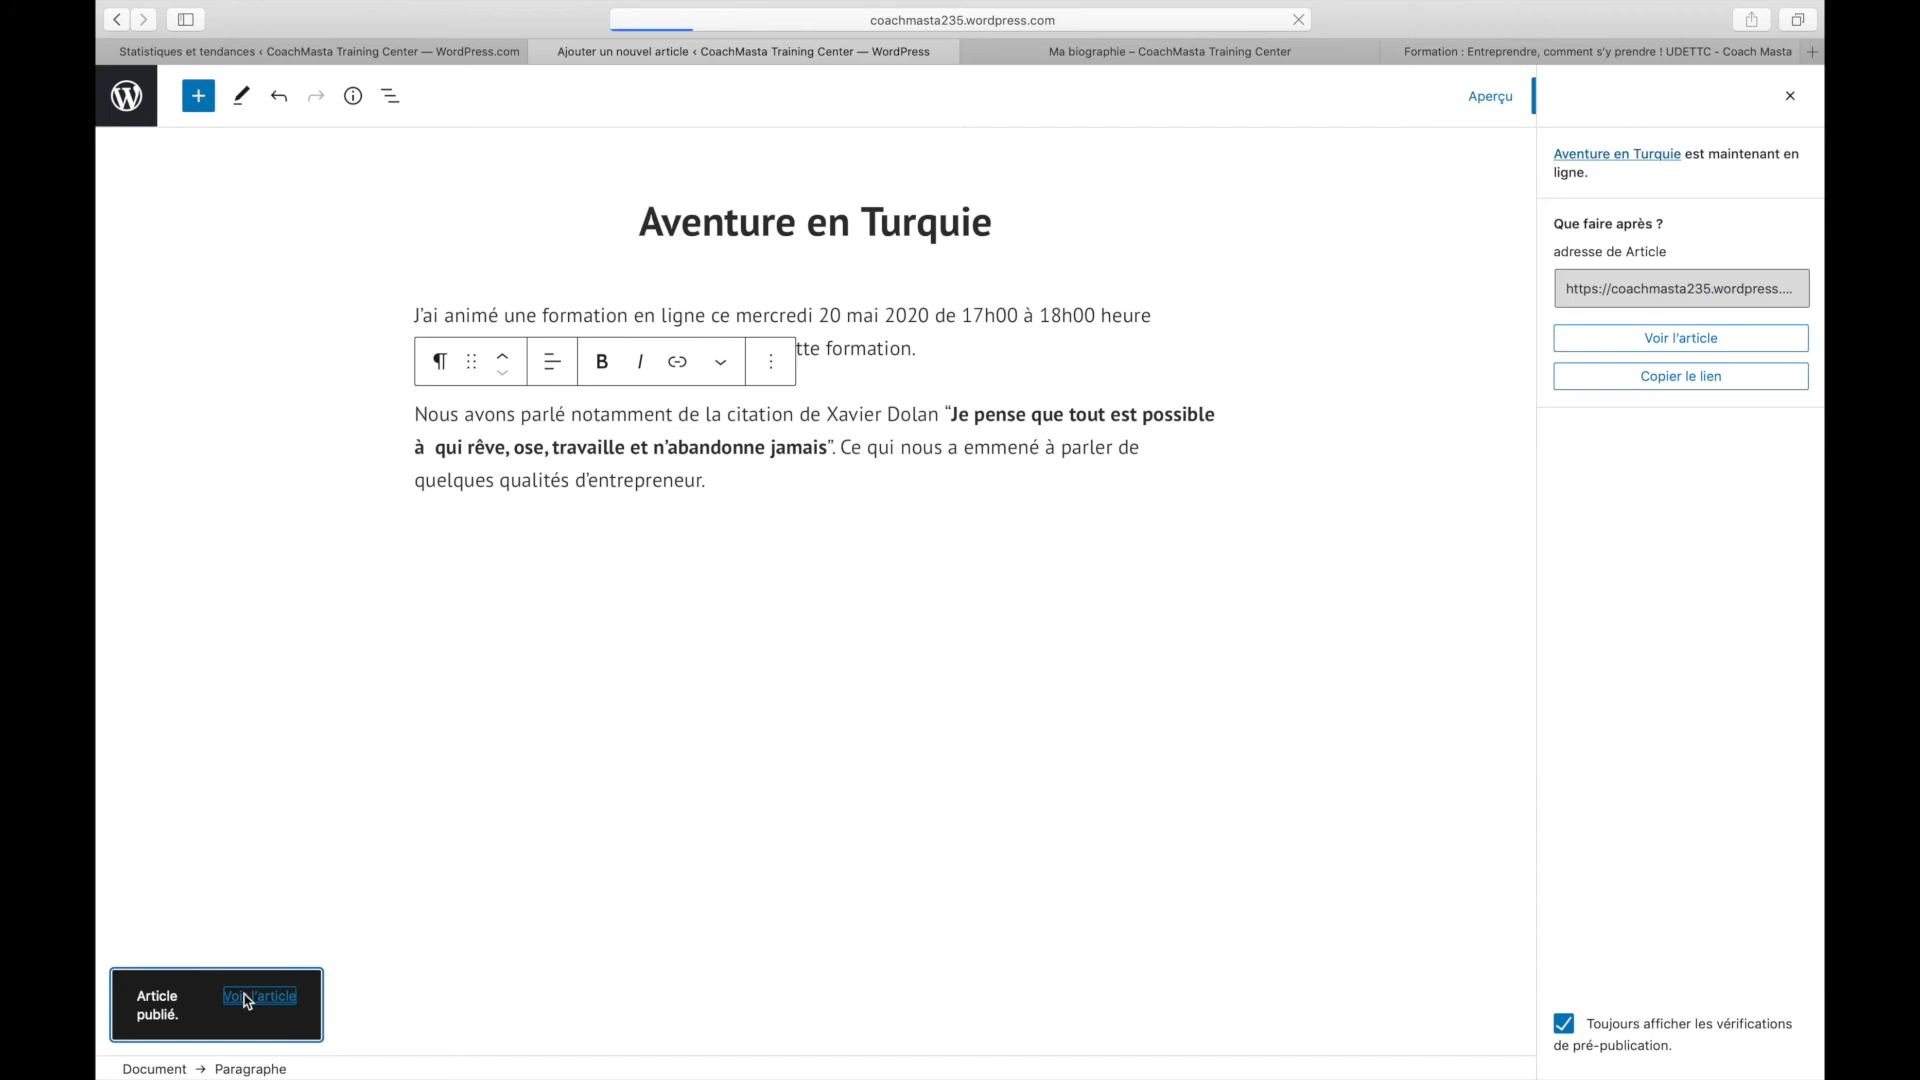 coachmasta235.wordpress.com
Statistiques et tendances ‹ CoachMasta Training Center — WordPress.com
Ajouter un nouvel article ‹ CoachMasta Training Center — WordPress
Ma biographie – CoachMasta Training Center
Formation : Entreprendre, comment s’y prendre ! UDETTC - Coach Masta
Aperçu
Aventure en Turquie est maintenant en
ligne.
Que faire après ?
adresse de Article
https://coachmasta235.wordpress....
Voir l’article
Copier le lien
Aventure en Turquie
J’ai animé une formation en ligne ce mercredi 20 mai 2020 de 17h00 à 18h00 heure
tte formation.
B I
Nous avons parlé notamment de la citation de Xavier Dolan “Je pense que tout est possible
à  qui rêve, ose, travaille et n’abandonne jamais”. Ce qui nous a emmené à parler de
quelques qualités d’entrepreneur.
Article
publié.
Voir l’article
Toujours afficher les vérifications
de pré-publication.
Document → Paragraphe